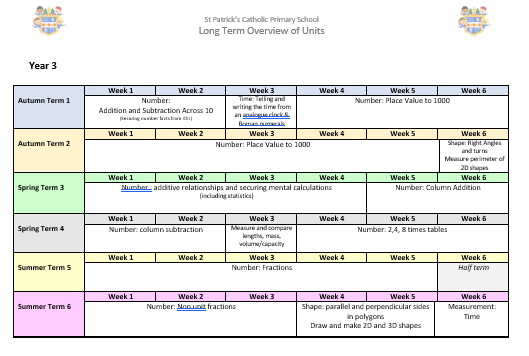 St Patrick's Catholic Primary School
Long Term Overview of Units
Year 3
Week 1 Week 2 Week 3 Week 4 Week 5 Week 6
Autumn Term 1
Number:
Addition and Subtraction Across 10
(Securing number facts from KS1)
Time: Telling and
writing the time from
an analogue clock &
Roman numerals
Number: Place Value to 1000
Week 1 Week 2 Week 3 Week 4 Week 5 Week 6
Autumn Term 2
Number: Place Value to 1000
Shape: Right Angles
and turns
Measure perimeter of
2D shapes
Week 1 Week 2 Week 3 Week 4 Week 5 Week 6
Spring Term 3
Number : additive relationships and securing mental calculations
(including statistics)
Number: Column Addition
Week 1 Week 2 Week 3 Week 4 Week 5 Week 6
Spring Term 4
Number: column subtraction
Measure and compare
lengths, mass,
volume/capacity
Number: 2,4, 8 times tables
Week 1 Week 2 Week 3 Week 4 Week 5 Week 6
Summer Term 5
Number: Fractions
Half term
Week 1 Week 2 Week 3 Week 4 Week 5 Week 6
Summer Term 6
Number: Non unit fractions
Shape: parallel and perpendicular sides
in polygons
Draw and make 2D and 3D shapes
Measurement:
Time